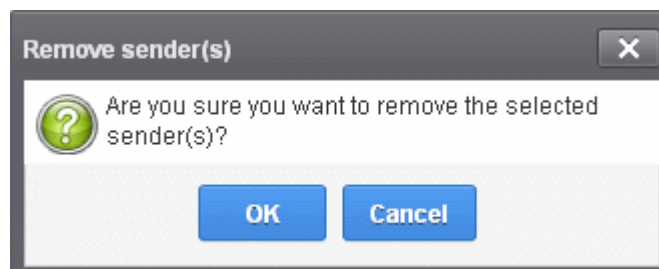 Remove sender(s)
Are you sure you want to remove the selected
sender(s)?
OK
Cancel